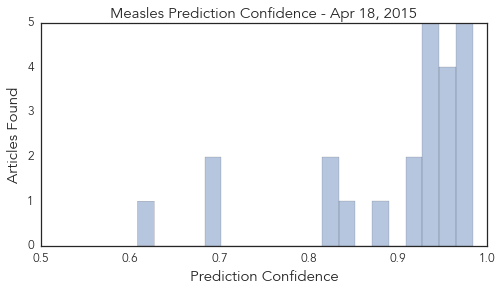 Measles Prediction Confidence - Apr 18, 2015
5
4
3
2
1
0
Articles Found
0.5 0.6 0.7 0.8 0.9 1.0
Prediction Confidence